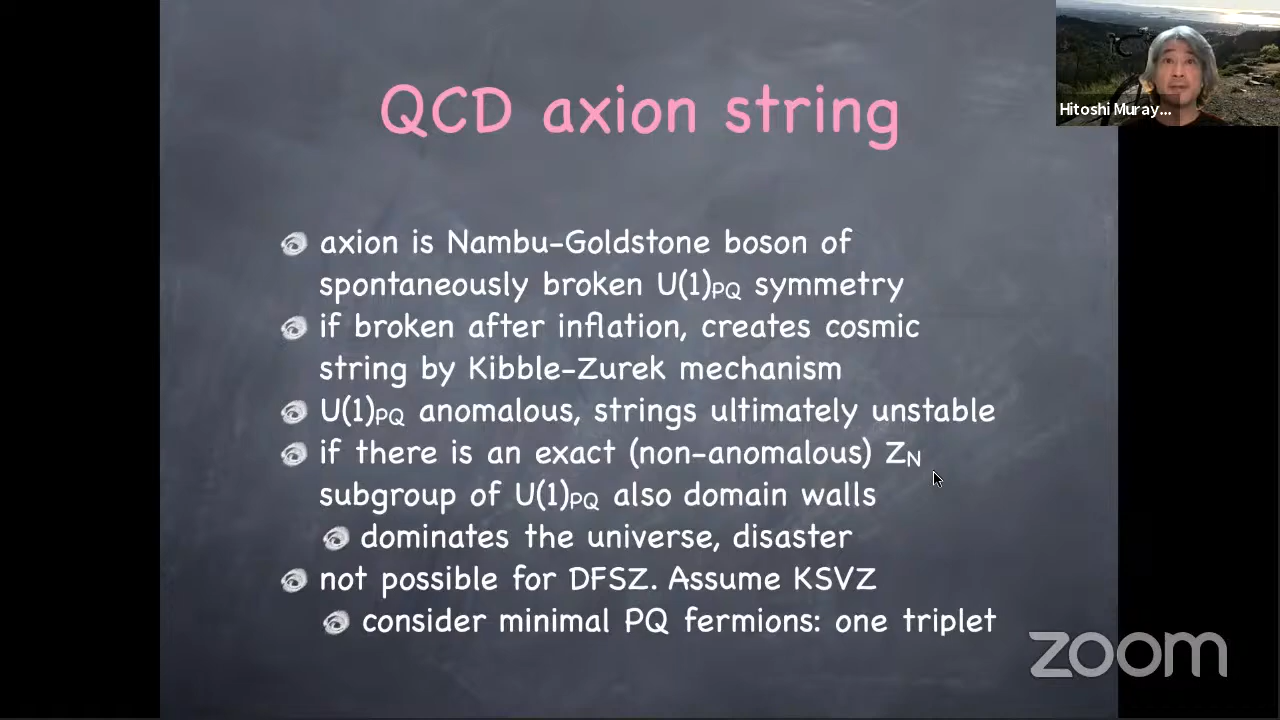 QCD axion string
Hitoshi Muray...
axion is Nambu-Goldstone boson of
spontaneously broken U(1)PQ symmetry
if broken after inflation, creates cosmic
string by Kibble-Zurek mechanism
U(1)PQ anomalous, strings ultimately unstable
if there is an exact (non-anomalous) ZN
subgroup of U(1)PQ also domain walls
dominates the universe, disaster
not possible for DFSZ. Assume KSVZ
consider minimal PQ fermions: one triplet
zoom